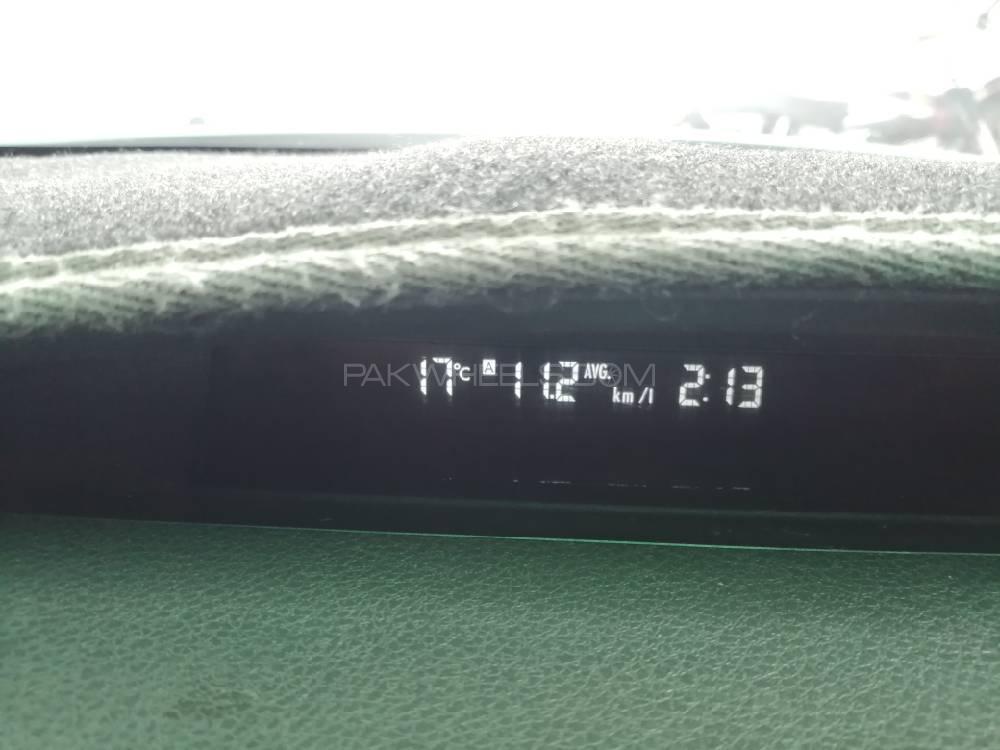 17°C A 11.2 AVG. km/l 2:13
PAKWHEELS.COM